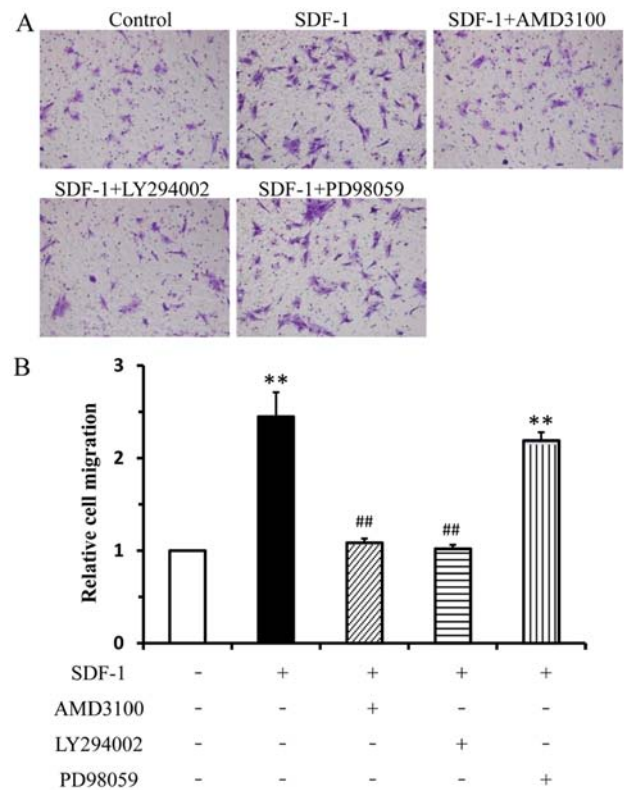 A
Control SDF-1 SDF-1+AMD3100
SDF-1+LY294002 SDF-1+PD98059
B
Relative cell migration
3
2
1
0
**
##
##
**
SDF-1 - + + + +
AMD3100 - - + - -
LY294002 - - - + -
PD98059 - - - - +